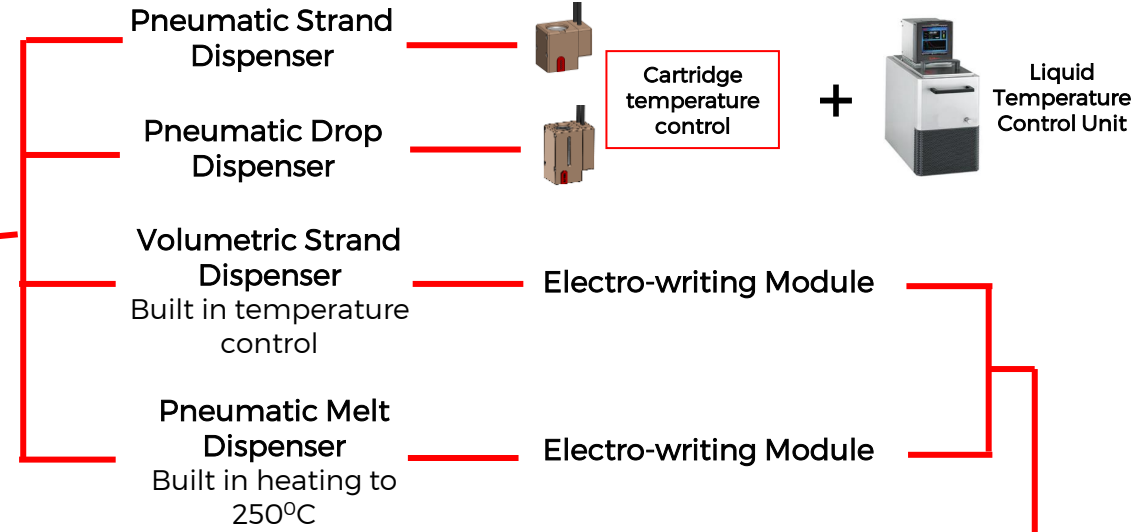 Pneumatic Strand
Dispenser
Cartridge
temperature
control
+
Liquid
Temperature
Control Unit
Pneumatic Drop
Dispenser
Volumetric Strand
Dispenser
Built in temperature
control
Electro-writing Module
Pneumatic Melt
Dispenser
Built in heating to
250⁰C
Electro-writing Module